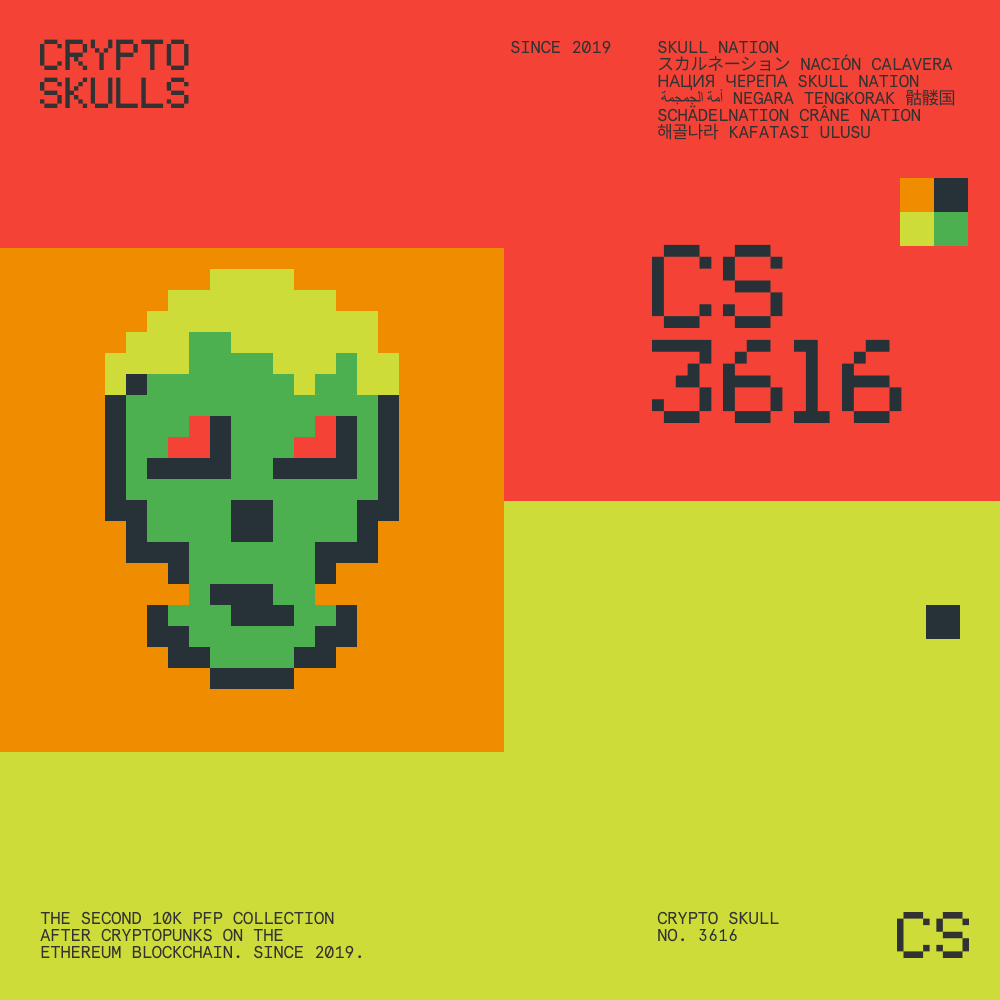 CRYPTO
SKULLS
SINCE 2019
SKULL NATION
スカルネーション NACIÓN CALAVERA
НАЦИЯ ЧЕРЕПА SKULL NATION
أمة الجمجمة NEGARA TENGKORAK 骷髅国
SCHÄDELNATION CRÂNE NATION
해골나라 KAFATASI ULUSU
CS
3616
THE SECOND 10K PFP COLLECTION
AFTER CRYPTOPUNKS ON THE
ETHEREUM BLOCKCHAIN. SINCE 2019.
CRYPTO SKULL
NO. 3616
CS